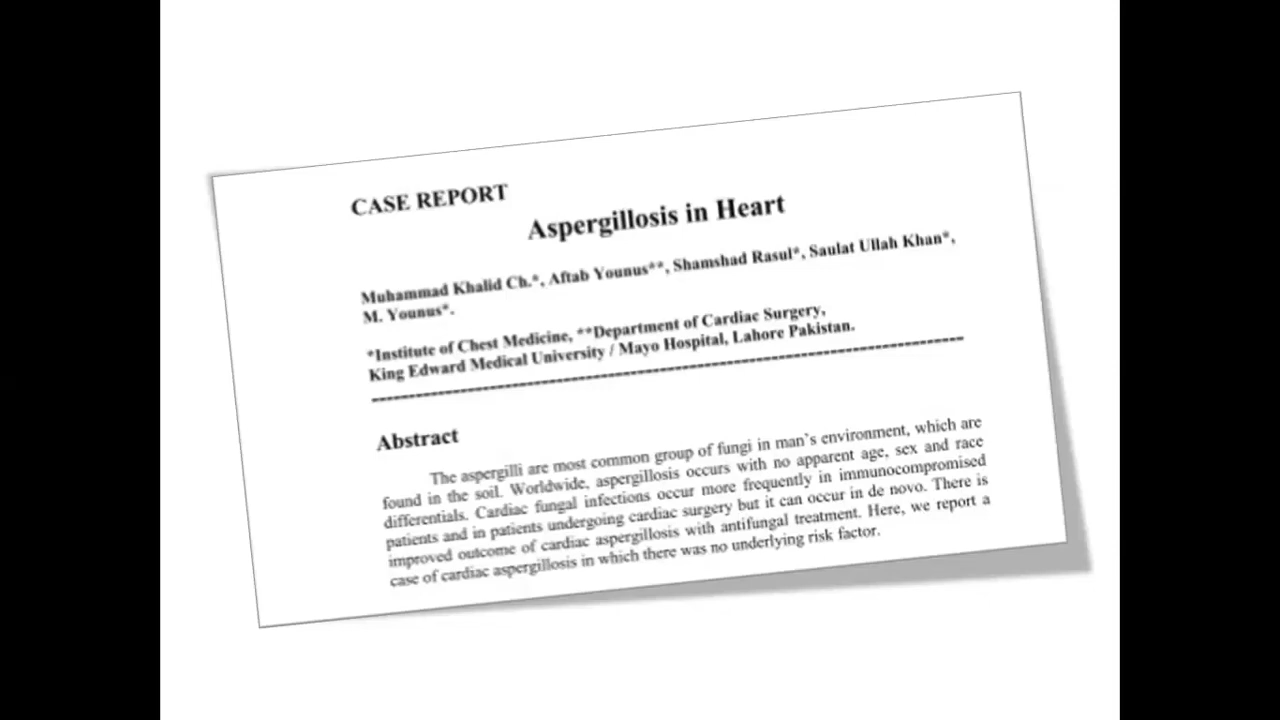 CASE REPORT
Aspergillosis in Heart
Muhammad Khalid Ch.*, Aftab Younus**, Shamshad Rasul*, Saulat Ullah Khan*,
M. Younus*.
*Institute of Chest Medicine, **Department of Cardiac Surgery,
King Edward Medical University / Mayo Hospital, Lahore Pakistan.
Abstract
The aspergilli are most common group of fungi in man's environment, which are
found in the soil. Worldwide, aspergillosis occurs with no apparent age, sex and race
differentials. Cardiac fungal infections occur more frequently in immunocompromised
patients and in patients undergoing cardiac surgery but it can occur in de novo. There is
improved outcome of cardiac aspergillosis with antifungal treatment. Here, we report a
case of cardiac aspergillosis in which there was no underlying risk factor.